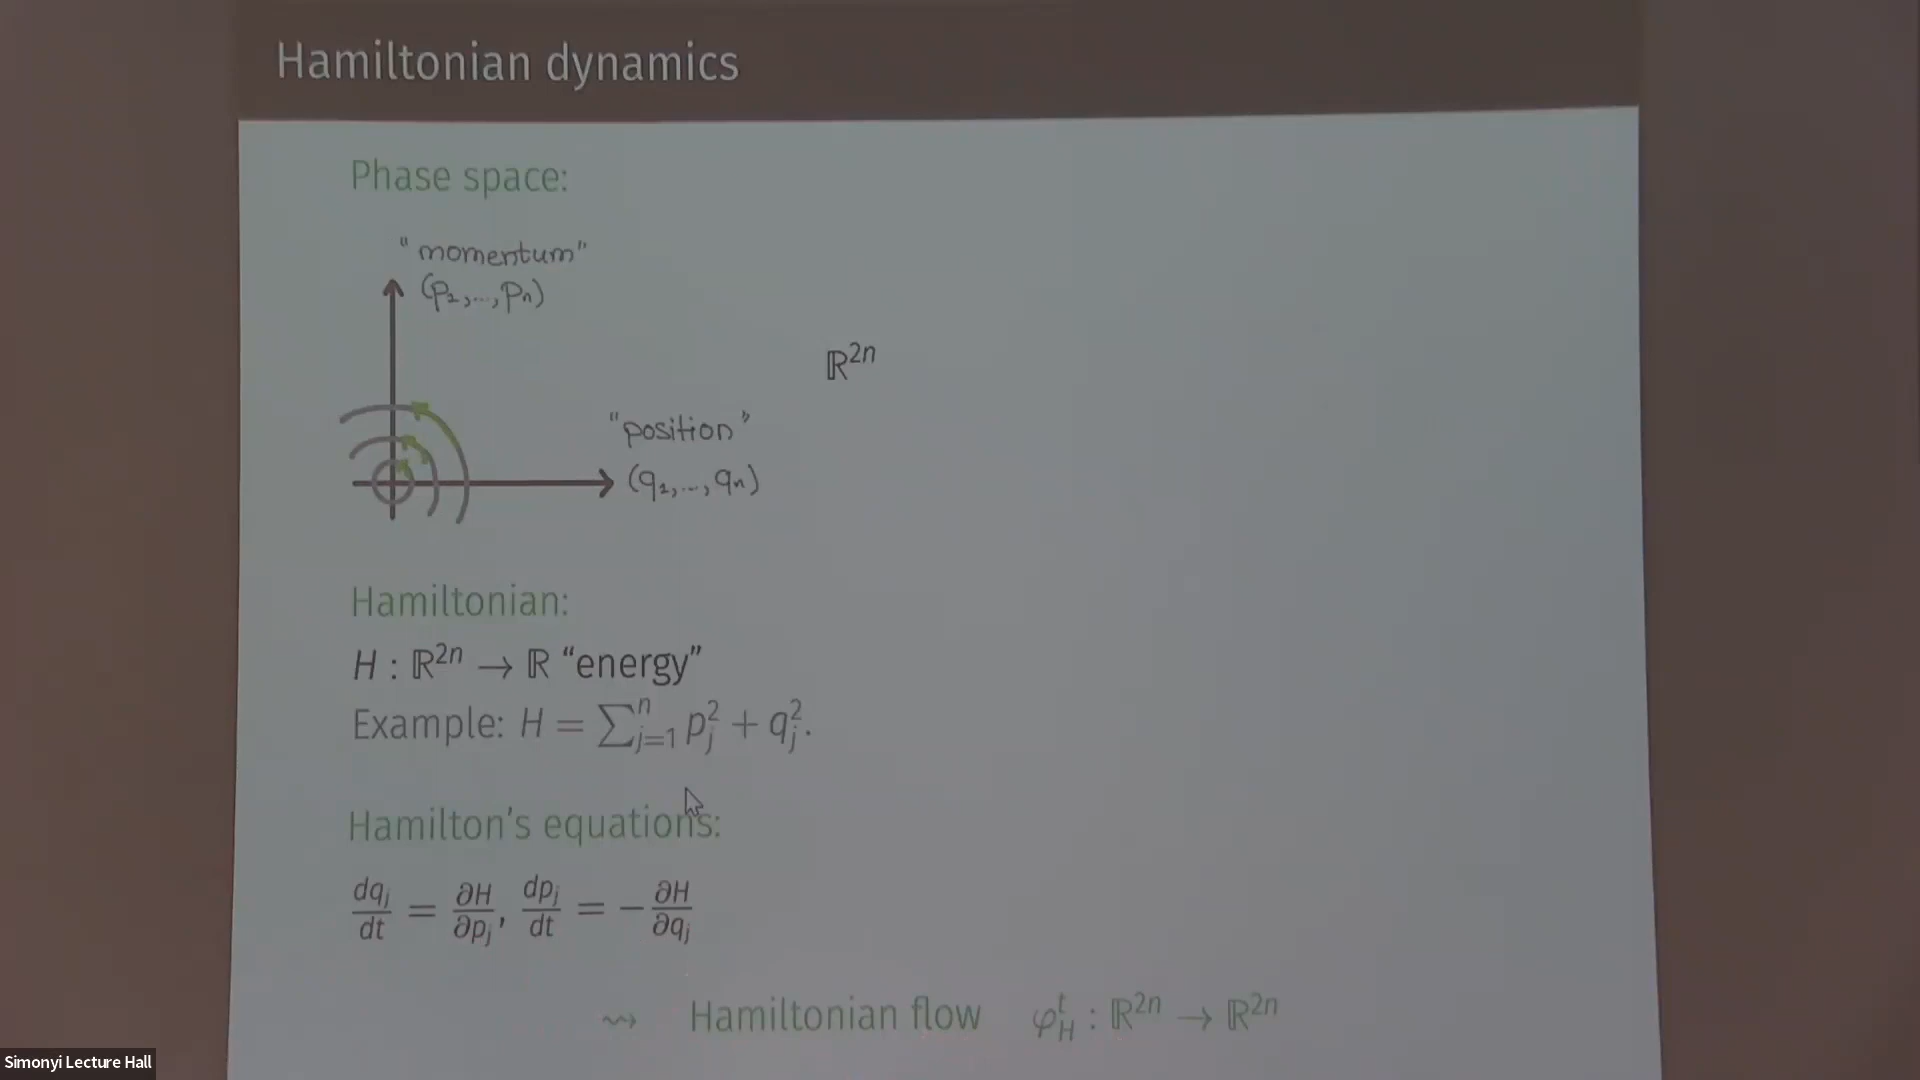 Hamiltonian dynamics
Phase space:
"momentum"
(p₁,...,pₙ)
ℝ²ⁿ
"position"
(q₁,...,qₙ)
Hamiltonian:
H : ℝ²ⁿ → ℝ “energy”
Example: H = ∑ⁿⱼ₌₁ pⱼ² + qⱼ².
Hamilton’s equations:
dqⱼ/dt = ∂H/∂pⱼ, dpⱼ/dt = −∂H/∂qⱼ
⇝ Hamiltonian flow φᵗ_H : ℝ²ⁿ → ℝ²ⁿ
Simonyi Lecture Hall